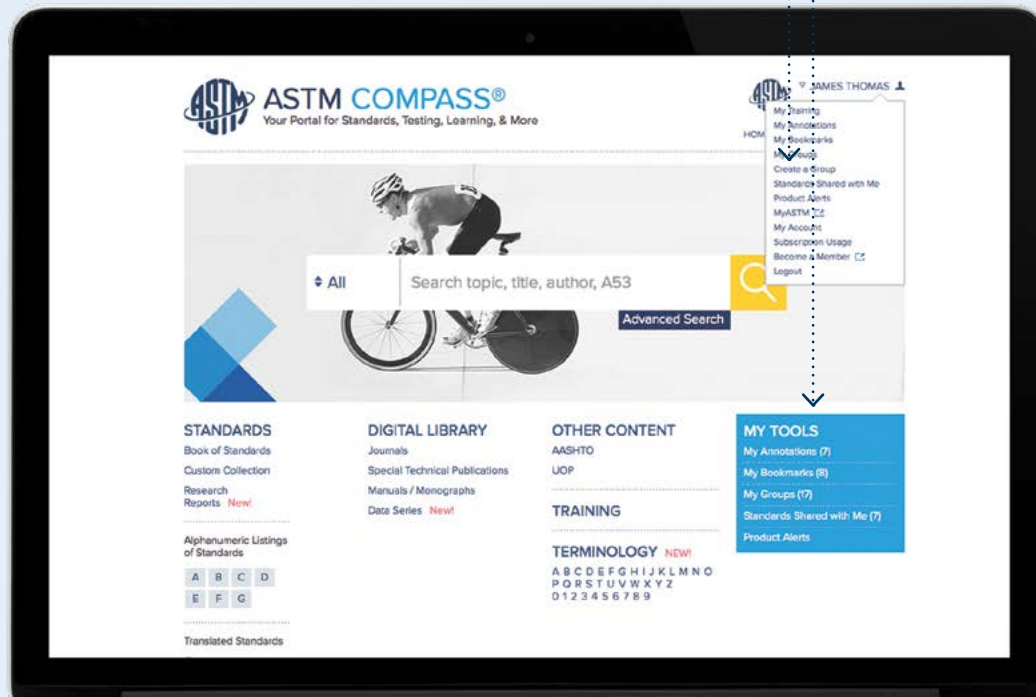 ASTM
ASTM COMPASS®
Your Portal for Standards, Testing, Learning, & More
ASTM
JAMES THOMAS
HOM
My Training
My Annotations
My Bookmarks
My Groups
Create a Group
Standards Shared with Me
Product Alerts
MyASTM
My Account
Subscription Usage
Become a Member
Logout
All
Search topic, title, author, A53
Advanced Search
STANDARDS
Book of Standards
Custom Collection
Research
Reports New!
Alphanumeric Listings
of Standards
A B C D
E F G
Translated Standards
DIGITAL LIBRARY
Journals
Special Technical Publications
Manuals / Monographs
Data Series New!
OTHER CONTENT
AASHTO
UOP
TRAINING
TERMINOLOGY NEW!
A B C D E F G H I J K L M N O
P Q R S T U V W X Y Z
0 1 2 3 4 5 6 7 8 9
MY TOOLS
My Annotations (7)
My Bookmarks (8)
My Groups (17)
Standards Shared with Me (7)
Product Alerts